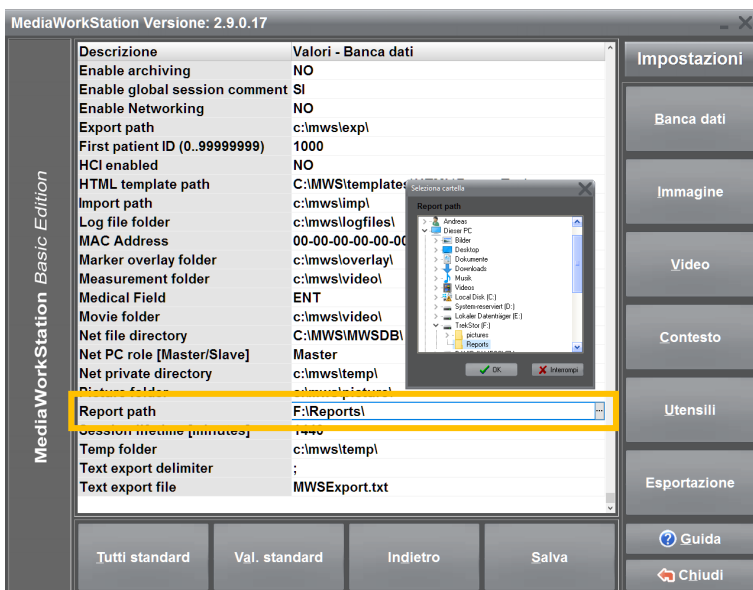 MediaWorkStation Versione: 2.9.0.17
MediaWorkStation Basic Edition
Descrizione Valori - Banca dati
Enable archiving NO
Enable global session comment SI
Enable Networking NO
Export path c:\mws\exp\
First patient ID (0..99999999) 1000
HCI enabled NO
HTML template path C:\MWS\templates
Import path c:\mws\imp\
Log file folder c:\mws\logfiles\
MAC Address 00-00-00-00-00-00
Marker overlay folder c:\mws\overlay\
Measurement folder c:\mws\video\
Medical Field ENT
Movie folder c:\mws\video\
Net file directory C:\MWS\MWSDB\
Net PC role [Master/Slave] Master
Net private directory c:\mws\temp\
Picture folder c:\mws\picture\
Report path F:\Reports\ ...
Session lifetime [minutes] 1440
Temp folder c:\mws\temp\
Text export delimiter ;
Text export file MWSExport.txt
Seleziona cartella
Report path
Andreas
Dieser PC
Bilder
Desktop
Dokumente
Downloads
Musik
Videos
Local Disk (C:)
System-reserviert (D:)
Lokaler Datenträger (E:)
TrekStor (F:)
pictures
Reports
OK Interrompi
Tutti standard Val. standard Indietro Salva
Impostazioni
Banca dati
Immagine
Video
Contesto
Utensili
Esportazione
Guida
Chiudi